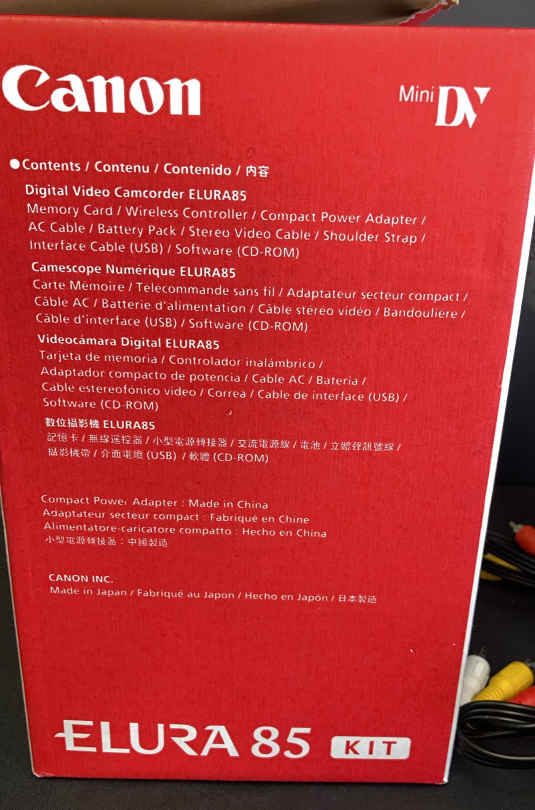 Canon
Mini DV
●Contents / Contenu / Contenido / 內容
Digital Video Camcorder ELURA85
Memory Card / Wireless Controller / Compact Power Adapter /
AC Cable / Battery Pack / Stereo Video Cable / Shoulder Strap /
Interface Cable (USB) / Software (CD-ROM)
Camescope Numérique ELURA85
Carte Mémoire / Télécommande sans fil / Adaptateur secteur compact /
Câble AC / Batterie d'alimentation / Câble stereo vidéo / Bandouliere /
Câble d'interface (USB) / Software (CD-ROM)
Videocámara Digital ELURA85
Tarjeta de memoria / Controlador inalámbrico /
Adaptador compacto de potencia / Cable AC / Bateria /
Cable estereofónico video / Correa / Cable de interface (USB) /
Software (CD-ROM)
數位攝影機 ELURA85
記憶卡 / 無線遙控器 / 小型電源轉接器 / 交流電源線 / 電池 / 立體聲訊號線 /
攝影機帶 / 介面電纜 (USB) / 軟體 (CD-ROM)
Compact Power Adapter : Made in China
Adaptateur secteur compact : Fabriqué en Chine
Alimentatore-caricatore compatto : Hecho en China
小型電源轉接器 : 中國製造
CANON INC.
Made in Japan / Fabriqué au Japon / Hecho en Japón / 日本製造
ELURA 85 KIT